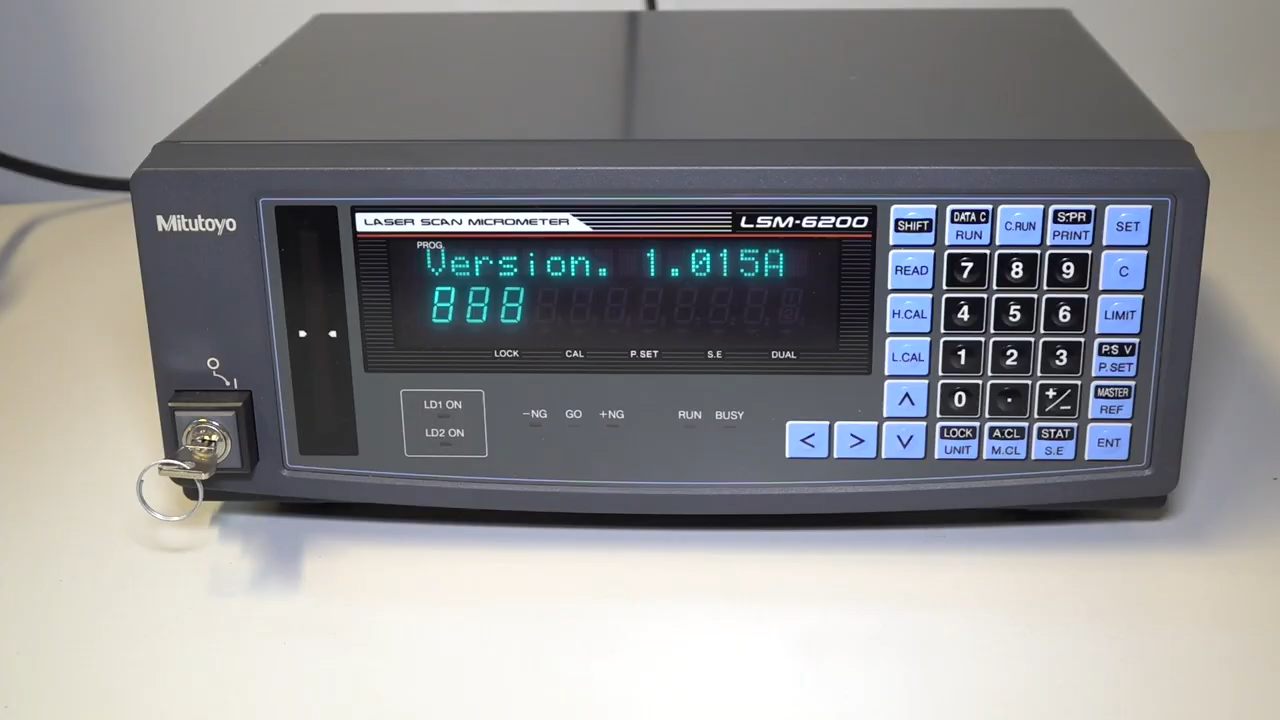 Mitutoyo
LASER SCAN MICROMETER
LSM-6200
PROG.
Version. 1.015A
888
LOCK CAL P.SET S.E DUAL
LD1 ON
LD2 ON
-NG GO +NG RUN BUSY
SHIFT DATA C RUN C.RUN S.PR PRINT SET
READ 7 8 9 C
H.CAL 4 5 6 LIMIT
L.CAL 1 2 3 P.S V P.SET
∧ 0 · +/- MASTER REF
< > ∨ LOCK UNIT A.CL M.CL STAT S.E ENT